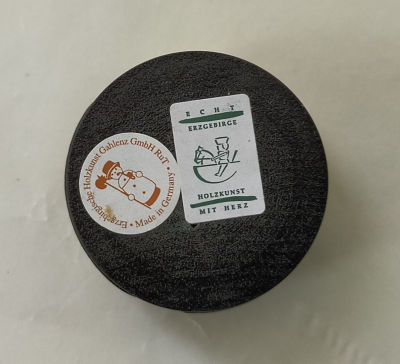 Erzgebirgische Holzkunst Gahlenz GmbH RuT • Made in Germany •
ECHT
ERZGEBIRGE
HOLZKUNST
MIT HERZ